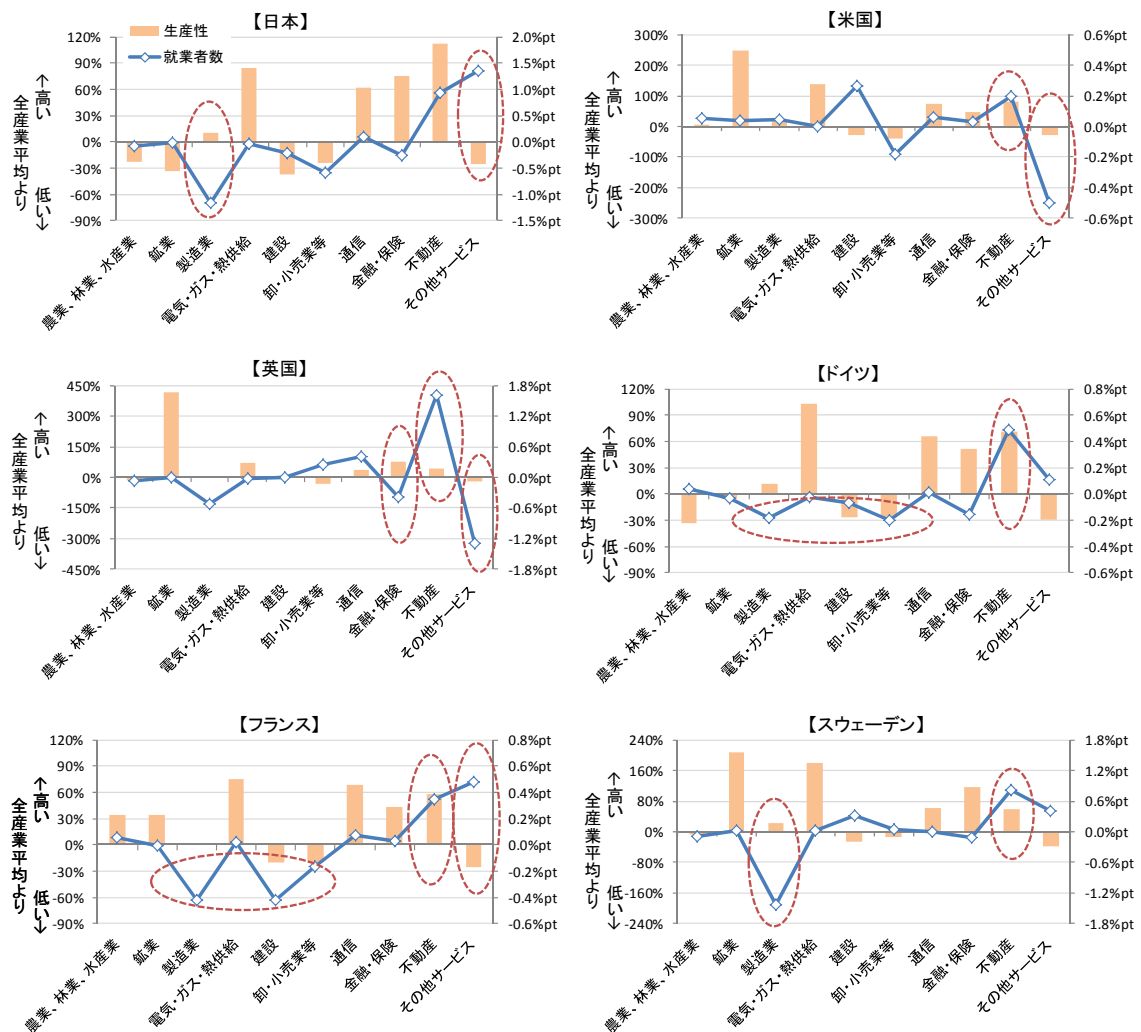 【日本】
生産性
就業者数
120%
90%
60%
30%
0%
-30%
-60%
-90%
2.0%pt
1.5%pt
1.0%pt
0.5%pt
0.0%pt
-0.5%pt
-1.0%pt
-1.5%pt
↑高い
全産業平均より
低い↓
農業、林業、水産業
鉱業
製造業
電気・ガス・熱供給
建設
卸・小売業等
通信
金融・保険
不動産
その他サービス
【米国】
300%
200%
100%
0%
-100%
-200%
-300%
0.6%pt
0.4%pt
0.2%pt
0.0%pt
-0.2%pt
-0.4%pt
-0.6%pt
↑高い
全産業平均より
低い↓
農業、林業、水産業
鉱業
製造業
電気・ガス・熱供給
建設
卸・小売業等
通信
金融・保険
不動産
その他サービス
【英国】
450%
300%
150%
0%
-150%
-300%
-450%
1.8%pt
1.2%pt
0.6%pt
0.0%pt
-0.6%pt
-1.2%pt
-1.8%pt
↑高い
全産業平均より
低い↓
農業、林業、水産業
鉱業
製造業
電気・ガス・熱供給
建設
卸・小売業等
通信
金融・保険
不動産
その他サービス
【ドイツ】
120%
90%
60%
30%
0%
-30%
-60%
-90%
0.8%pt
0.6%pt
0.4%pt
0.2%pt
0.0%pt
-0.2%pt
-0.4%pt
-0.6%pt
↑高い
全産業平均より
低い↓
農業、林業、水産業
鉱業
製造業
電気・ガス・熱供給
建設
卸・小売業等
通信
金融・保険
不動産
その他サービス
【フランス】
120%
90%
60%
30%
0%
-30%
-60%
-90%
0.8%pt
0.6%pt
0.4%pt
0.2%pt
0.0%pt
-0.2%pt
-0.4%pt
-0.6%pt
↑高い
全産業平均より
低い↓
農業、林業、水産業
鉱業
製造業
電気・ガス・熱供給
建設
卸・小売業等
通信
金融・保険
不動産
その他サービス
【スウェーデン】
240%
160%
80%
0%
-80%
-160%
-240%
1.8%pt
1.2%pt
0.6%pt
0.0%pt
-0.6%pt
-1.2%pt
-1.8%pt
↑高い
全産業平均より
低い↓
農業、林業、水産業
鉱業
製造業
電気・ガス・熱供給
建設
卸・小売業等
通信
金融・保険
不動産
その他サービス